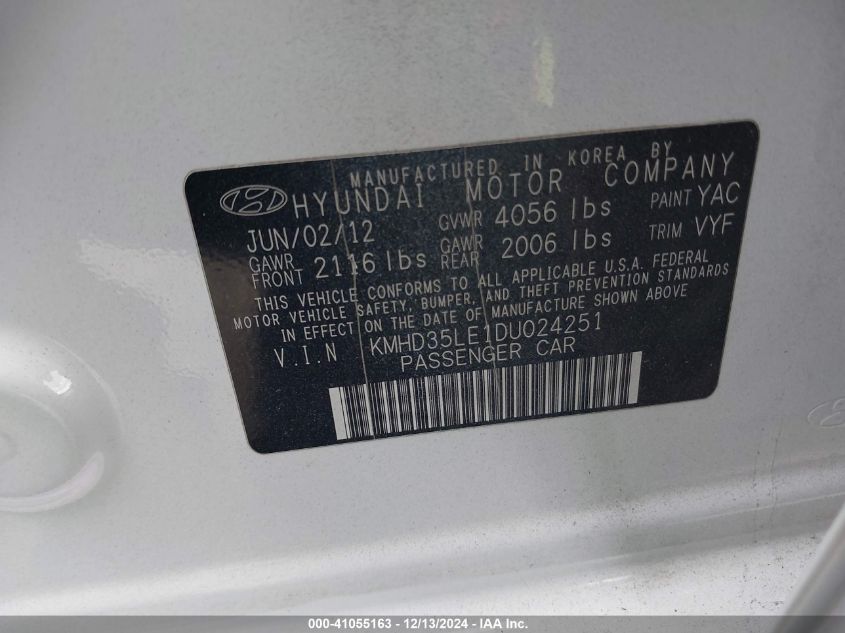 MANUFACTURED IN KOREA BY
HYUNDAI MOTOR COMPANY
JUN/02/12 GVWR 4056 lbs PAINT YAC
GAWR FRONT 2116 lbs GAWR REAR 2006 lbs TRIM VYF
THIS VEHICLE CONFORMS TO ALL APPLICABLE U.S.A. FEDERAL
MOTOR VEHICLE SAFETY, BUMPER, AND THEFT PREVENTION STANDARDS
IN EFFECT ON THE DATE OF MANUFACTURE SHOWN ABOVE
V.I.N KMHD35LE1DU024251
PASSENGER CAR
000-41055163 - 12/13/2024 - IAA Inc.